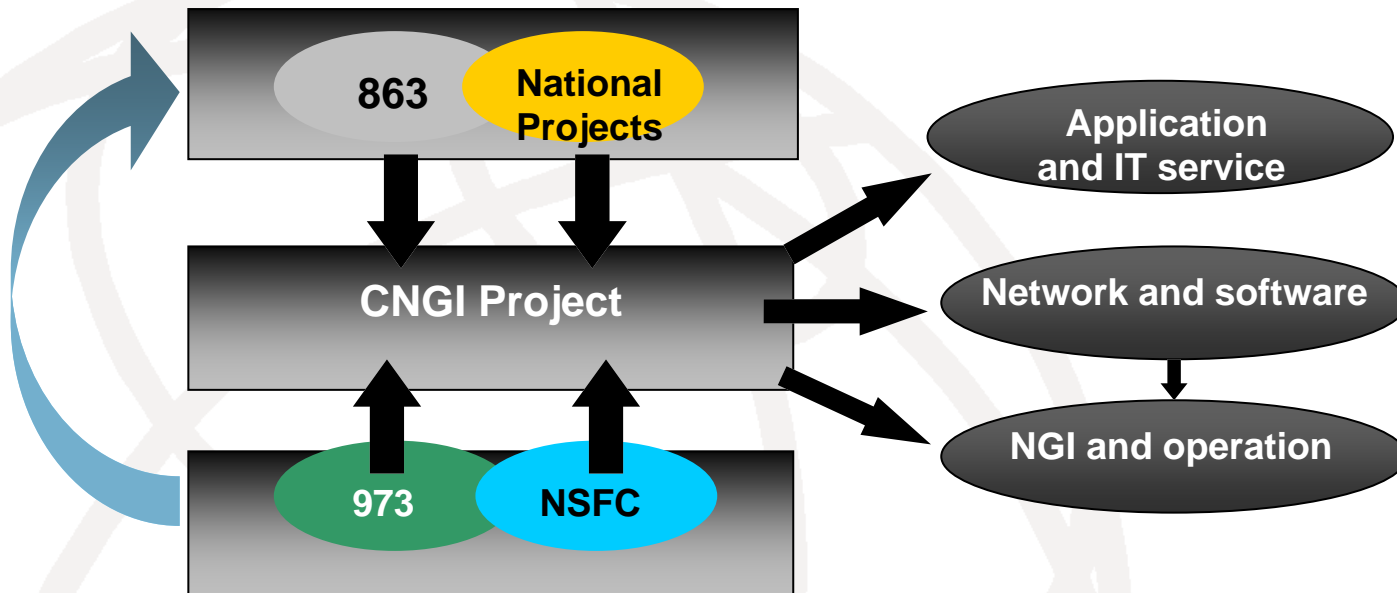 863
National
Projects
Application
and IT service
CNGI Project
Network and software
NGI and operation
973
NSFC